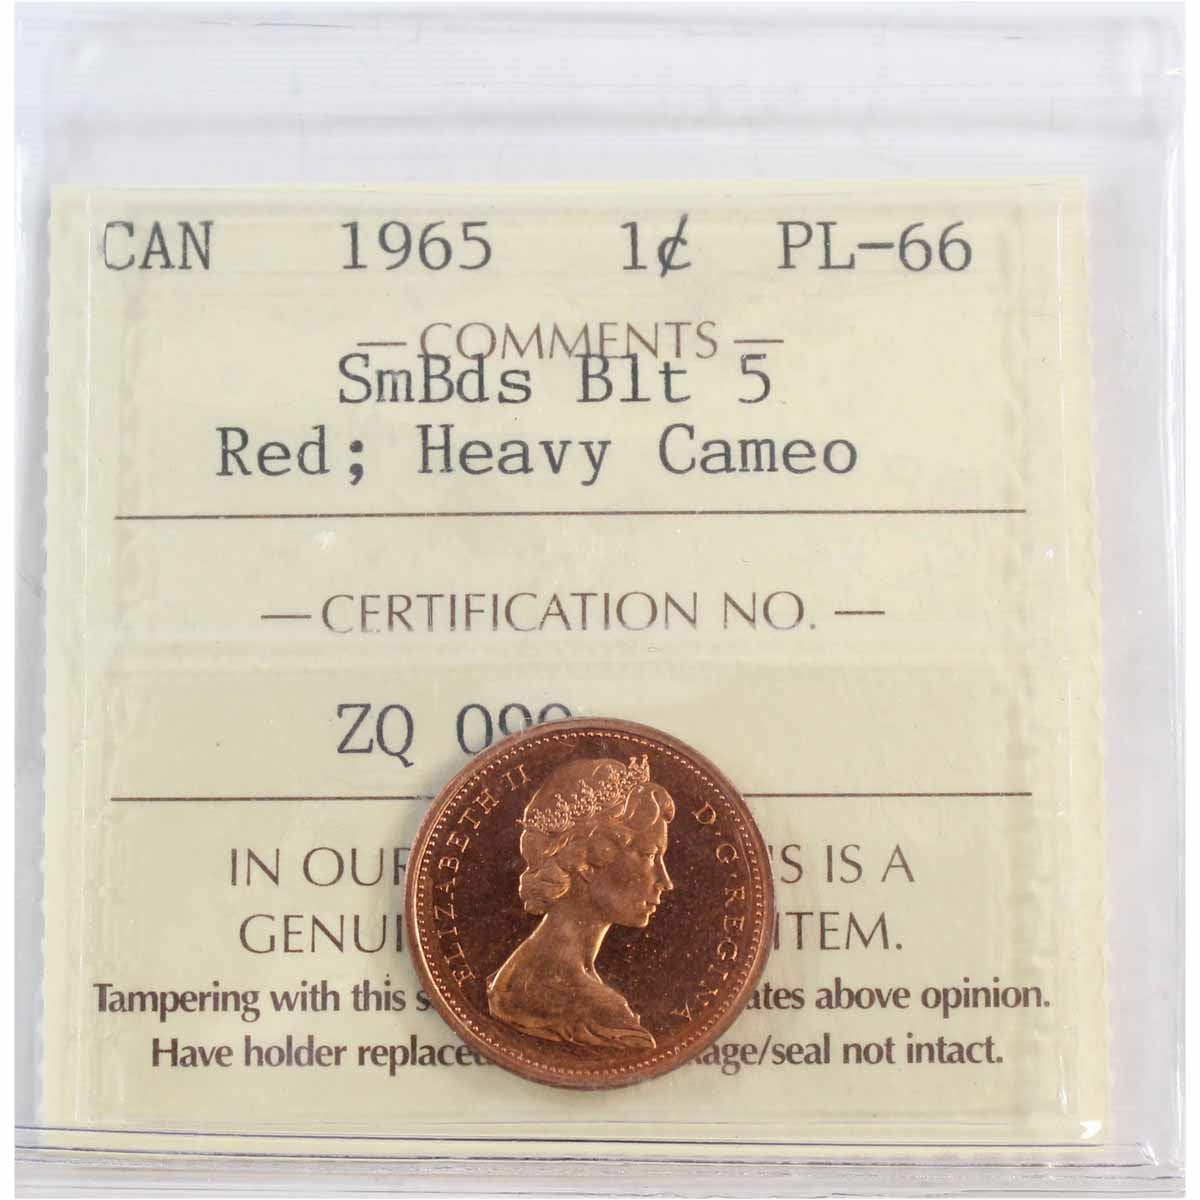 CAN 1965 1¢ PL-66
— COMMENTS —
SmBds Blt 5
Red; Heavy Cameo
— CERTIFICATION NO. —
ZQ
IN OUR 'S IS A
GENUI ITEM.
Tampering with this s ates above opinion.
Have holder replace age/seal not intact.
ELIZABETH II D·G·REGINA